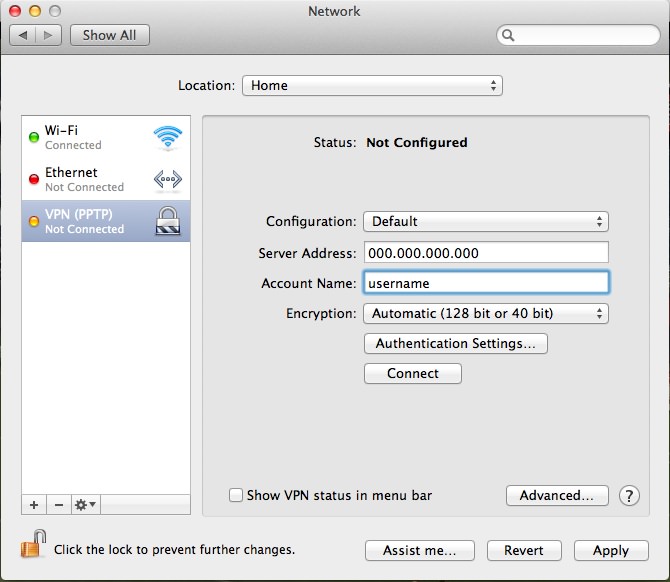 Network
Show All
Location: Home
Wi-Fi
Connected
Ethernet
Not Connected
VPN (PPTP)
Not Connected
Status: Not Configured
Configuration: Default
Server Address: 000.000.000.000
Account Name: username
Encryption: Automatic (128 bit or 40 bit)
Authentication Settings...
Connect
Show VPN status in menu bar
Advanced...
?
Click the lock to prevent further changes.
Assist me...
Revert
Apply